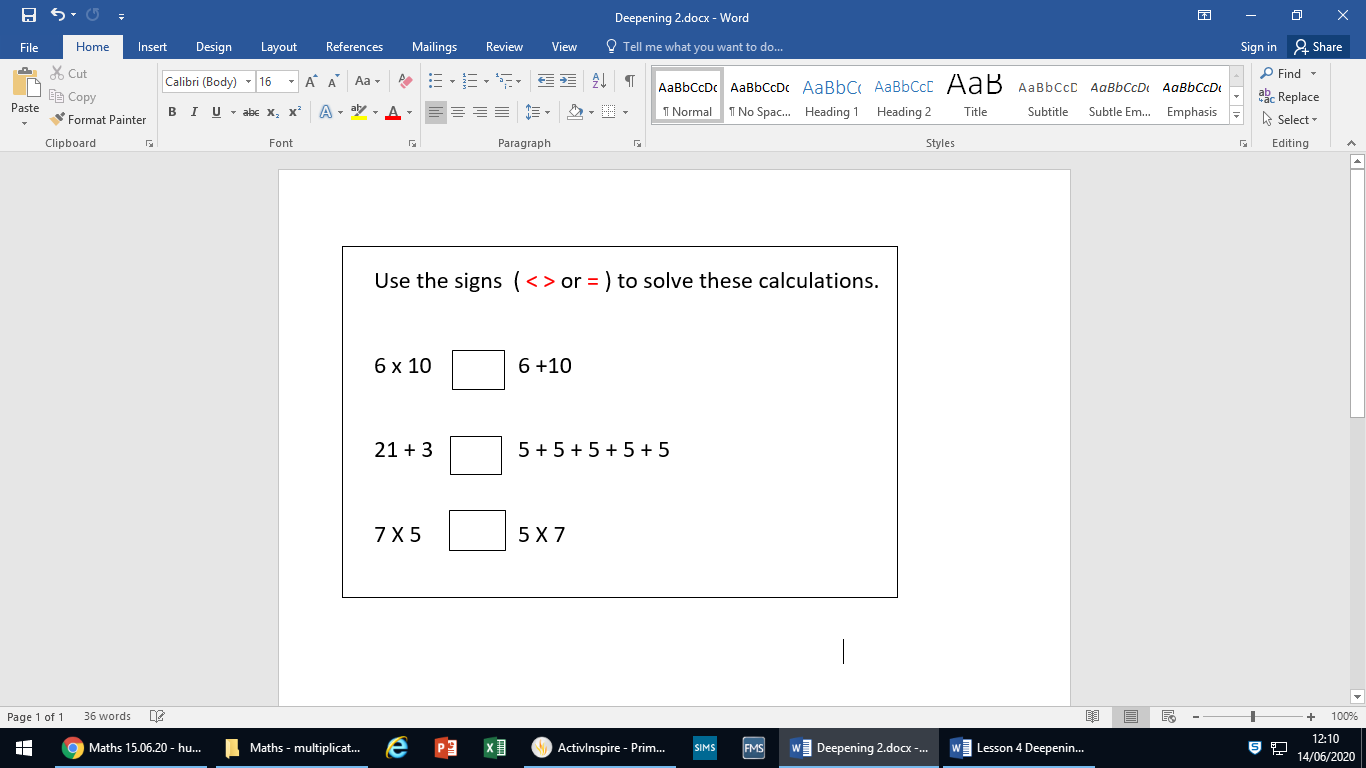 Deepening 2.docx - Word
File Home Insert Design Layout References Mailings Review View Tell me what you want to do... Sign in Share
Paste
Cut
Copy
Format Painter
Clipboard
Calibri (Body) 16
B I U abc X₂ X²
Font
Paragraph
AaBbCcDc AaBbCcDc AaBbCc AaBbCcD AaB AaBbCcD AaBbCcDc AaBbCcDc
¶ Normal ¶ No Spac... Heading 1 Heading 2 Title Subtitle Subtle Em... Emphasis
Styles
Find
Replace
Select
Editing
Use the signs ( < > or = ) to solve these calculations.
6 x 10 6 +10
21 + 3 5 + 5 + 5 + 5 + 5
7 X 5 5 X 7
Page 1 of 1 36 words 100%
Maths 15.06.20 - hu... Maths - multiplicat... ActivInspire - Prim... SIMS FMS Deepening 2.docx -... Lesson 4 Deepenin...
12:10
14/06/2020